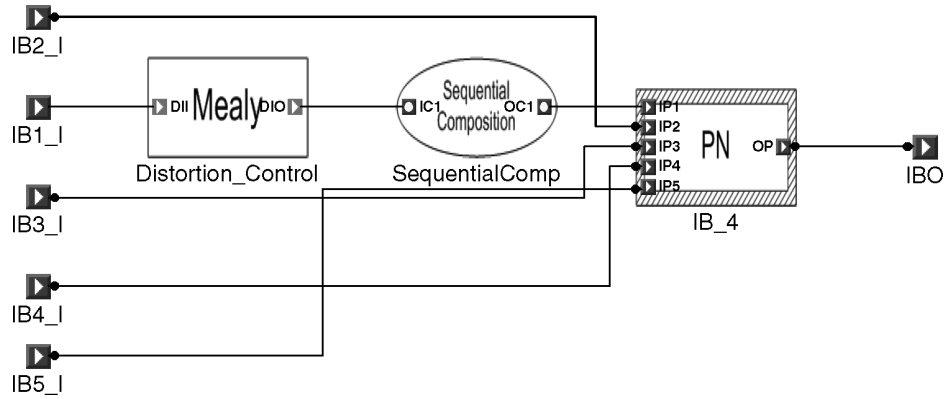 IB2_I
IB1_I
DII Mealy DIO
Distortion_Control
Sequential
IC1 OC1
Composition
SequentialComp
IP1
IP2
IP3
IP4
IP5
PN
OP
IB_4
IBO
IB3_I
IB4_I
IB5_I